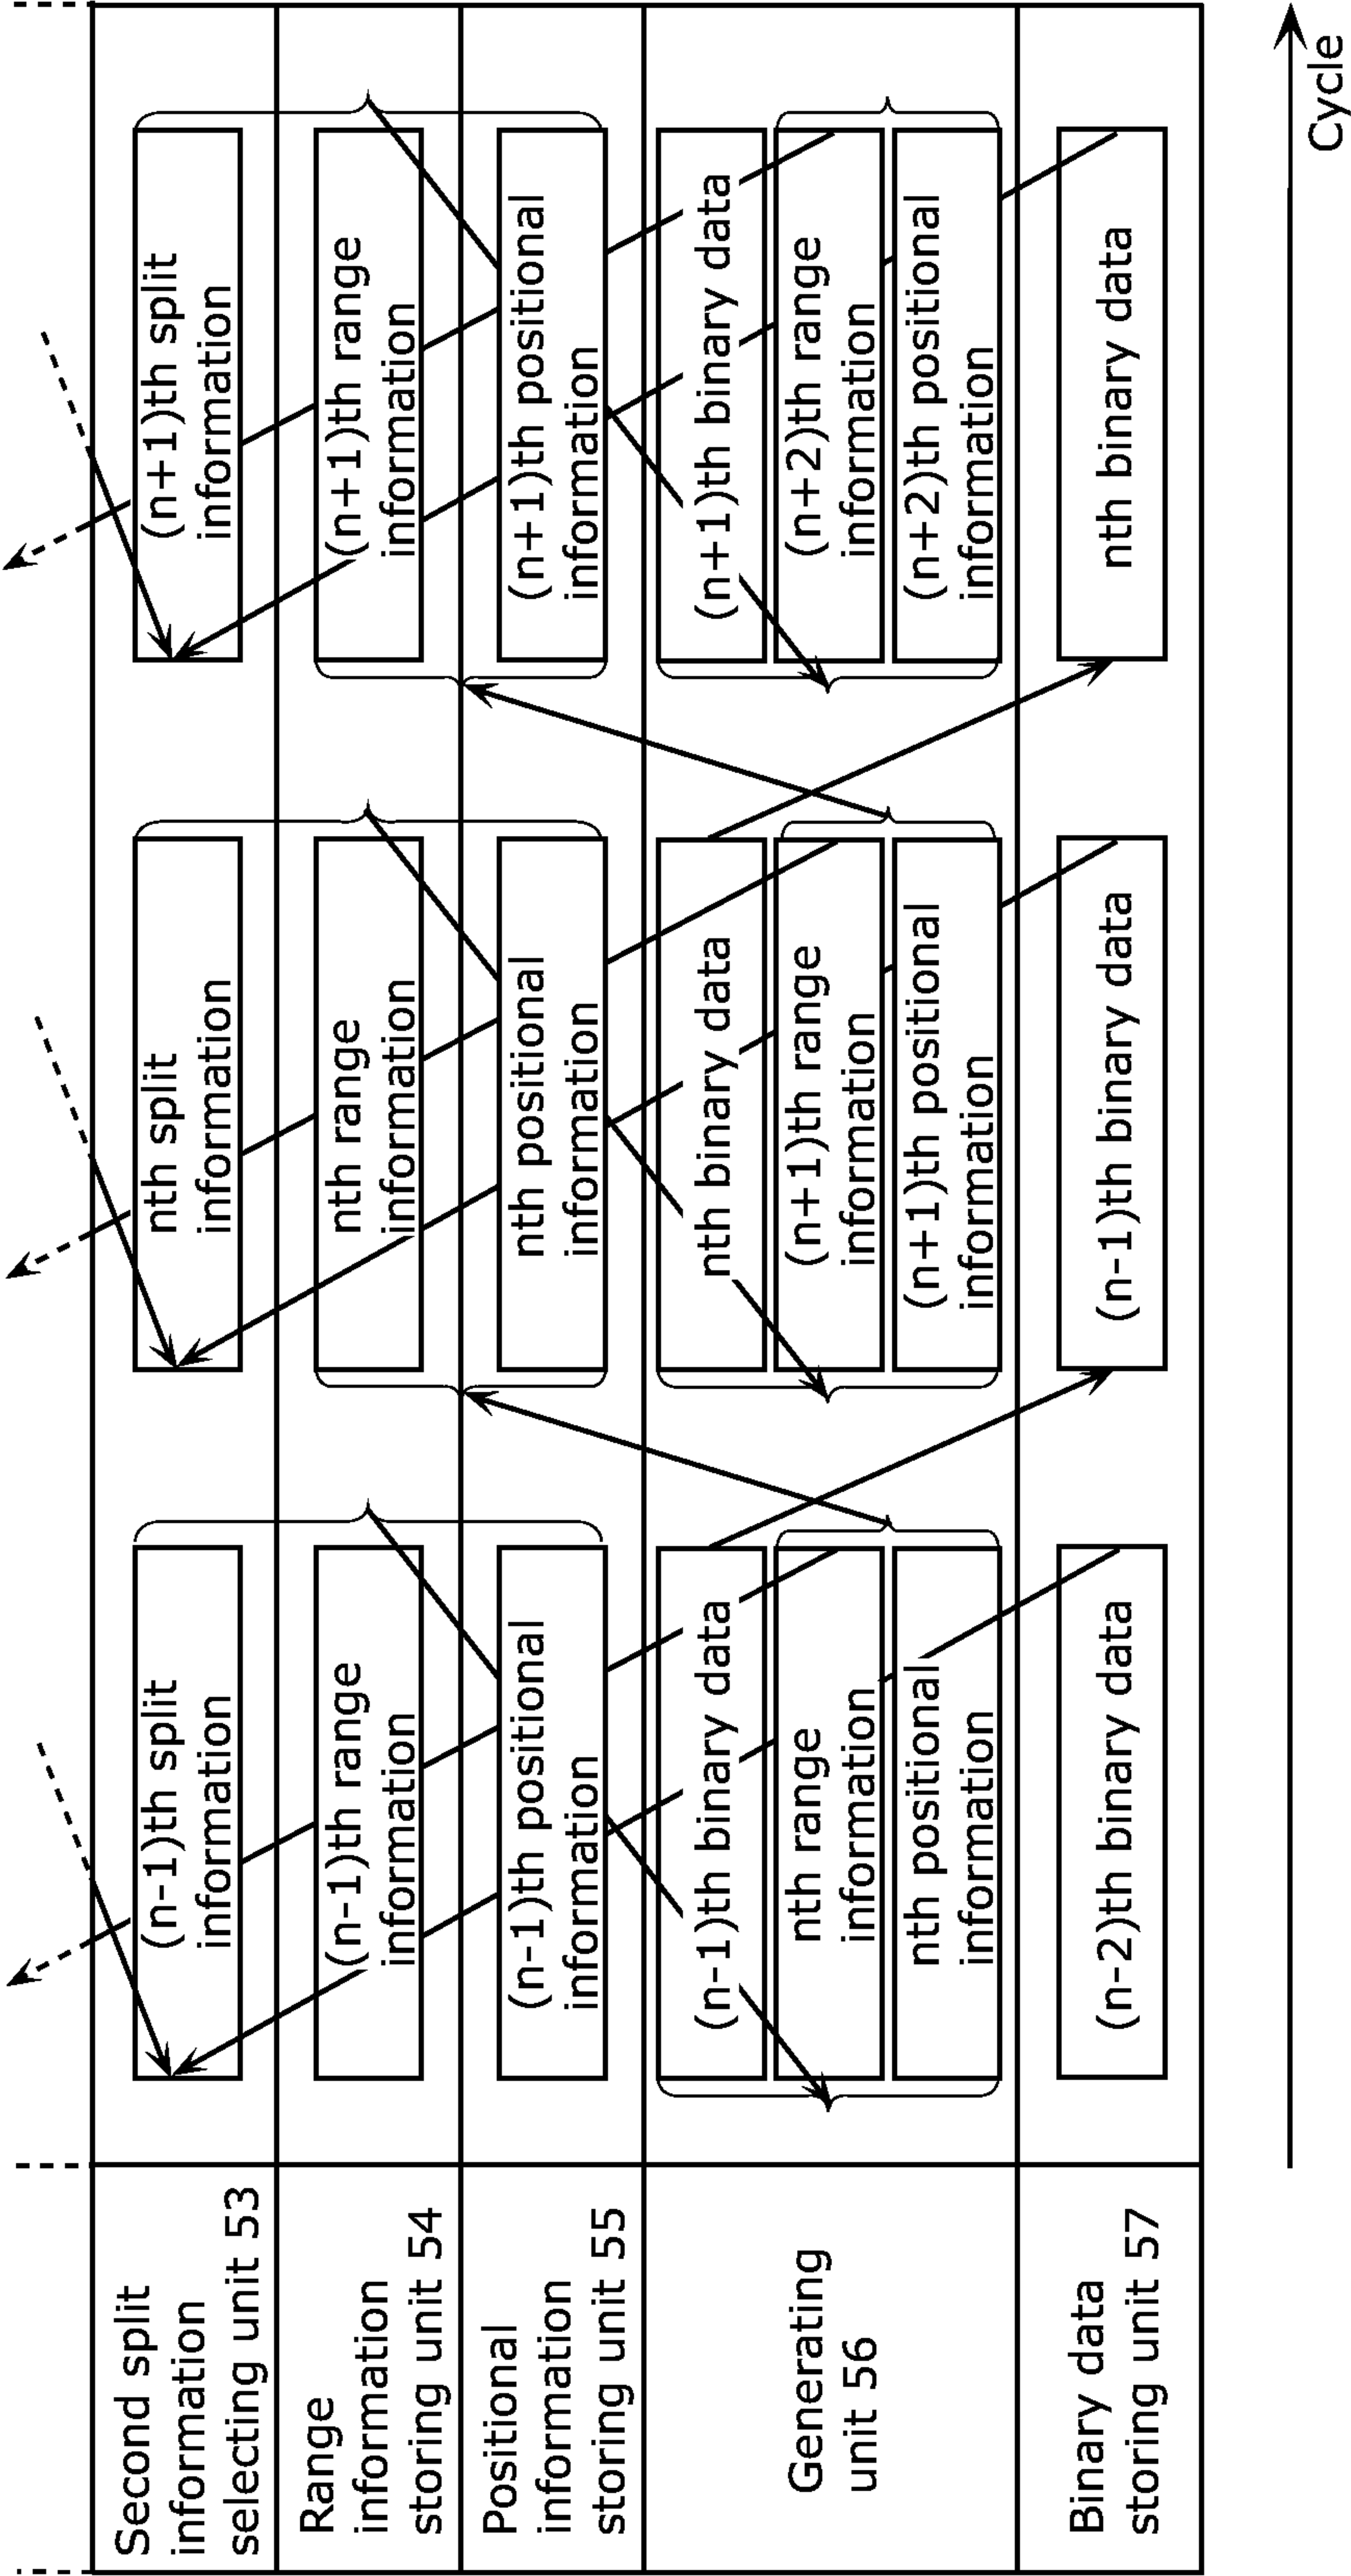 Second split
information
selecting unit 53
(n-1)th split
information
nth split
information
(n+1)th split
information
Range
information
storing unit 54
(n-1)th range
information
nth range
information
(n+1)th range
information
Positional
information
storing unit 55
(n-1)th positional
information
nth positional
information
(n+1)th positional
information
Generating
unit 56
(n-1)th binary data
nth range
information
nth positional
information
nth binary data
(n+1)th range
information
(n+1)th positional
information
(n+1)th binary data
(n+2)th range
information
(n+2)th positional
information
Binary data
storing unit 57
(n-2)th binary data
(n-1)th binary data
nth binary data
Cycle